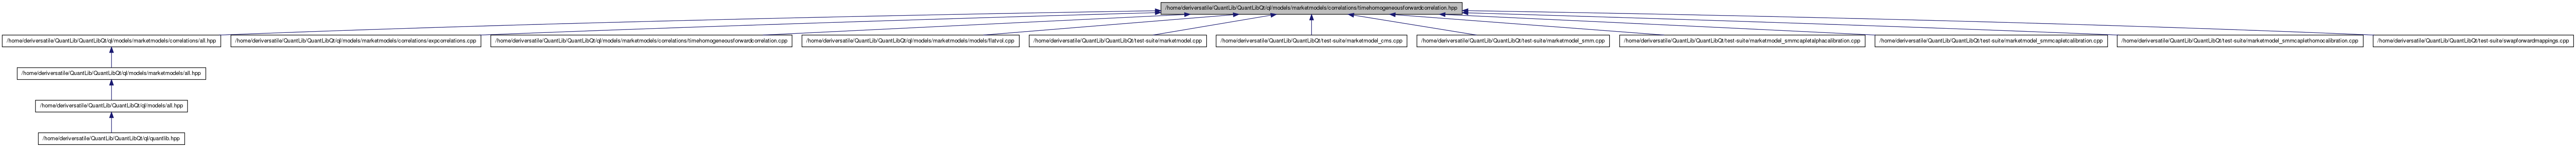 /home/deriversatile/QuantLib/QuantLibQt/ql/models/marketmodels/correlations/timehomogeneousforwardcorrelation.hpp
/home/deriversatile/QuantLib/QuantLibQt/ql/models/marketmodels/correlations/all.hpp
/home/deriversatile/QuantLib/QuantLibQt/ql/models/marketmodels/correlations/expcorrelations.cpp
/home/deriversatile/QuantLib/QuantLibQt/ql/models/marketmodels/correlations/timehomogeneousforwardcorrelation.cpp
/home/deriversatile/QuantLib/QuantLibQt/ql/models/marketmodels/models/flatvol.cpp
/home/deriversatile/QuantLib/QuantLibQt/test-suite/marketmodel.cpp
/home/deriversatile/QuantLib/QuantLibQt/test-suite/marketmodel_cms.cpp
/home/deriversatile/QuantLib/QuantLibQt/test-suite/marketmodel_smm.cpp
/home/deriversatile/QuantLib/QuantLibQt/test-suite/marketmodel_smmcapletalphacalibration.cpp
/home/deriversatile/QuantLib/QuantLibQt/test-suite/marketmodel_smmcapletcalibration.cpp
/home/deriversatile/QuantLib/QuantLibQt/test-suite/marketmodel_smmcaplethomocalibration.cpp
/home/deriversatile/QuantLib/QuantLibQt/test-suite/swapforwardmappings.cpp
/home/deriversatile/QuantLib/QuantLibQt/ql/models/marketmodels/all.hpp
/home/deriversatile/QuantLib/QuantLibQt/ql/models/all.hpp
/home/deriversatile/QuantLib/QuantLibQt/ql/quantlib.hpp